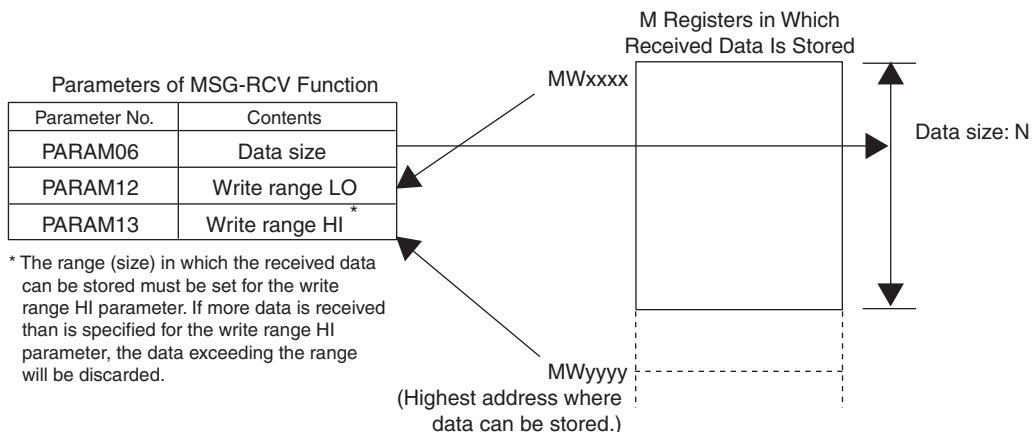 M Registers in Which
Received Data Is Stored
MWxxxx
Parameters of MSG-RCV Function
Parameter No. Contents
PARAM06 Data size
PARAM12 Write range LO
PARAM13 Write range HI *
Data size: N
* The range (size) in which the received data
can be stored must be set for the write
range HI parameter. If more data is received
than is specified for the write range HI
parameter, the data exceeding the range
will be discarded.
MWyyyy
(Highest address where
data can be stored.)